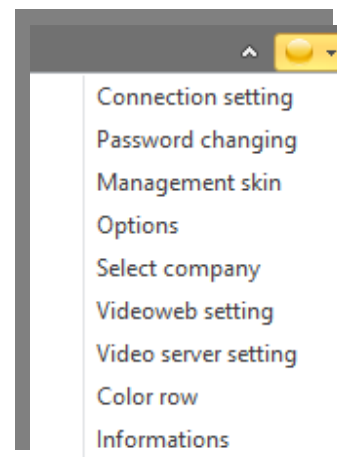 Connection setting
Password changing
Management skin
Options
Select company
Videoweb setting
Video server setting
Color row
Informations